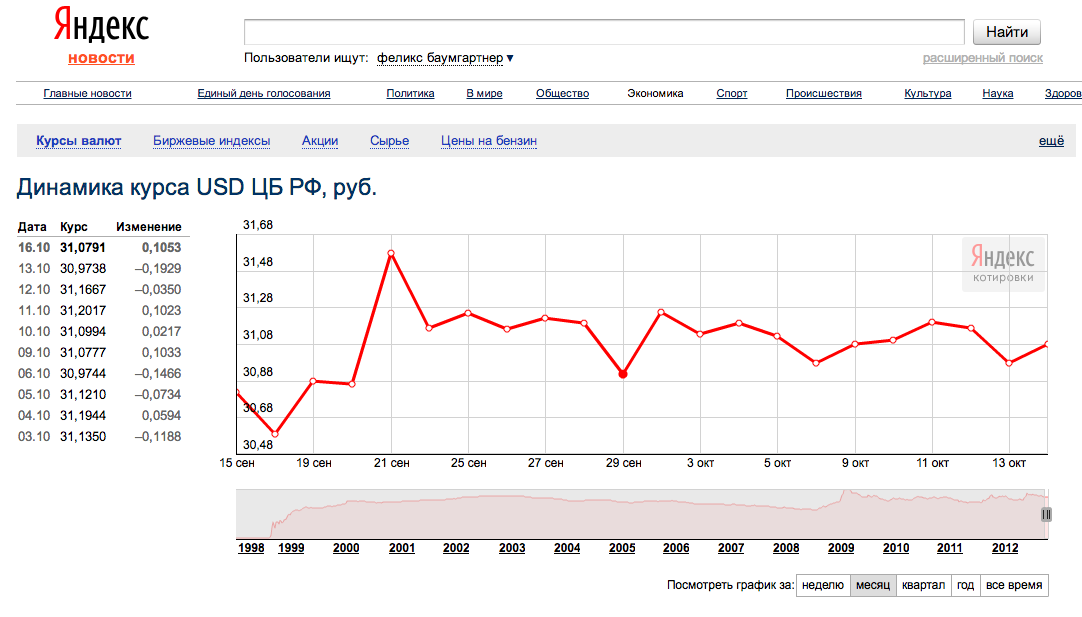 Яндекс
новости
Найти
Пользователи ищут: феликс баумгартнер ▼
расширенный поиск
Главные новости Единый день голосования Политика В мире Общество Экономика Спорт Происшествия Культура Наука Здоров
Курсы валют Биржевые индексы Акции Сырье Цены на бензин ещё
Динамика курса USD ЦБ РФ, руб.
Дата Курс Изменение
16.10 31,0791 0,1053
13.10 30,9738 –0,1929
12.10 31,1667 –0,0350
11.10 31,2017 0,1023
10.10 31,0994 0,0217
09.10 31,0777 0,1033
06.10 30,9744 –0,1466
05.10 31,1210 –0,0734
04.10 31,1944 0,0594
03.10 31,1350 –0,1188
31,68
31,48
31,28
31,08
30,88
30,68
30,48
Яндекс
котировки
15 сен 19 сен 21 сен 25 сен 27 сен 29 сен 3 окт 5 окт 9 окт 11 окт 13 окт
1998 1999 2000 2001 2002 2003 2004 2005 2006 2007 2008 2009 2010 2011 2012
Посмотреть график за: неделю месяц квартал год все время